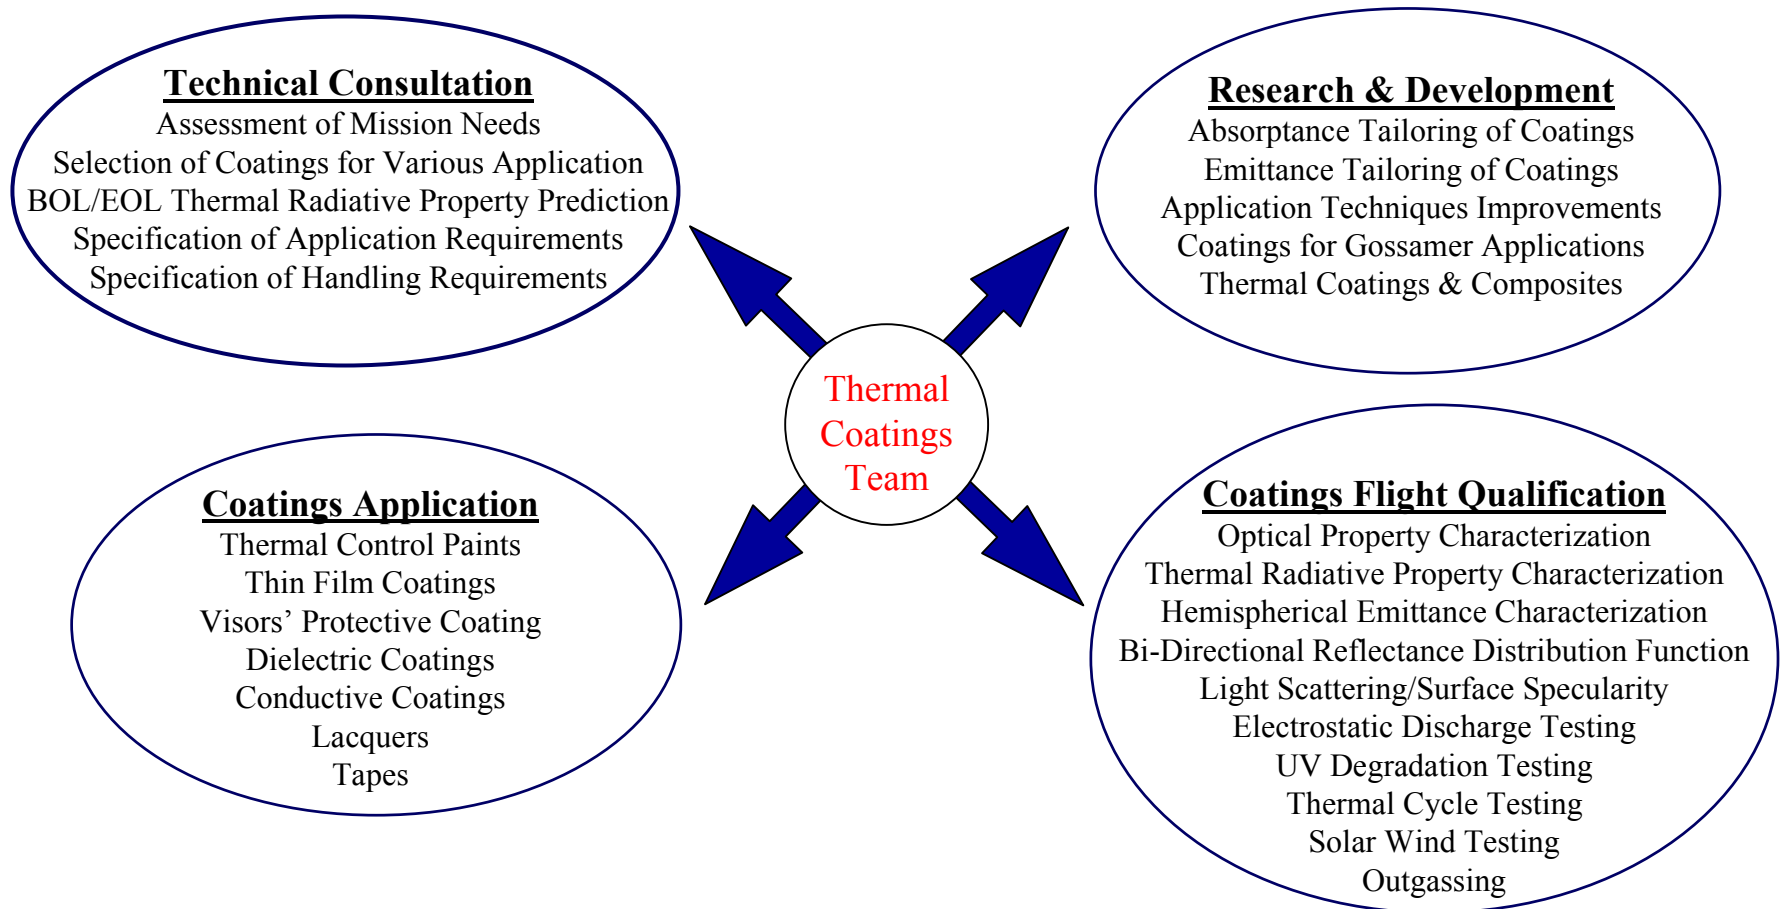 Technical Consultation
Assessment of Mission Needs
Selection of Coatings for Various Application
BOL/EOL Thermal Radiative Property Prediction
Specification of Application Requirements
Specification of Handling Requirements
Research & Development
Absorptance Tailoring of Coatings
Emittance Tailoring of Coatings
Application Techniques Improvements
Coatings for Gossamer Applications
Thermal Coatings & Composites
Thermal
Coatings
Team
Coatings Application
Thermal Control Paints
Thin Film Coatings
Visors’ Protective Coating
Dielectric Coatings
Conductive Coatings
Lacquers
Tapes
Coatings Flight Qualification
Optical Property Characterization
Thermal Radiative Property Characterization
Hemispherical Emittance Characterization
Bi-Directional Reflectance Distribution Function
Light Scattering/Surface Specularity
Electrostatic Discharge Testing
UV Degradation Testing
Thermal Cycle Testing
Solar Wind Testing
Outgassing